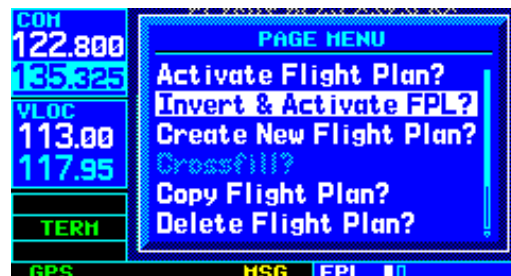 COM
122.800
135.325
VLOC
113.00
117.95
TERM
GPS
PAGE MENU
Activate Flight Plan?
Invert & Activate FPL?
Create New Flight Plan?
Crossfill?
Copy Flight Plan?
Delete Flight Plan?
MSG
FPL